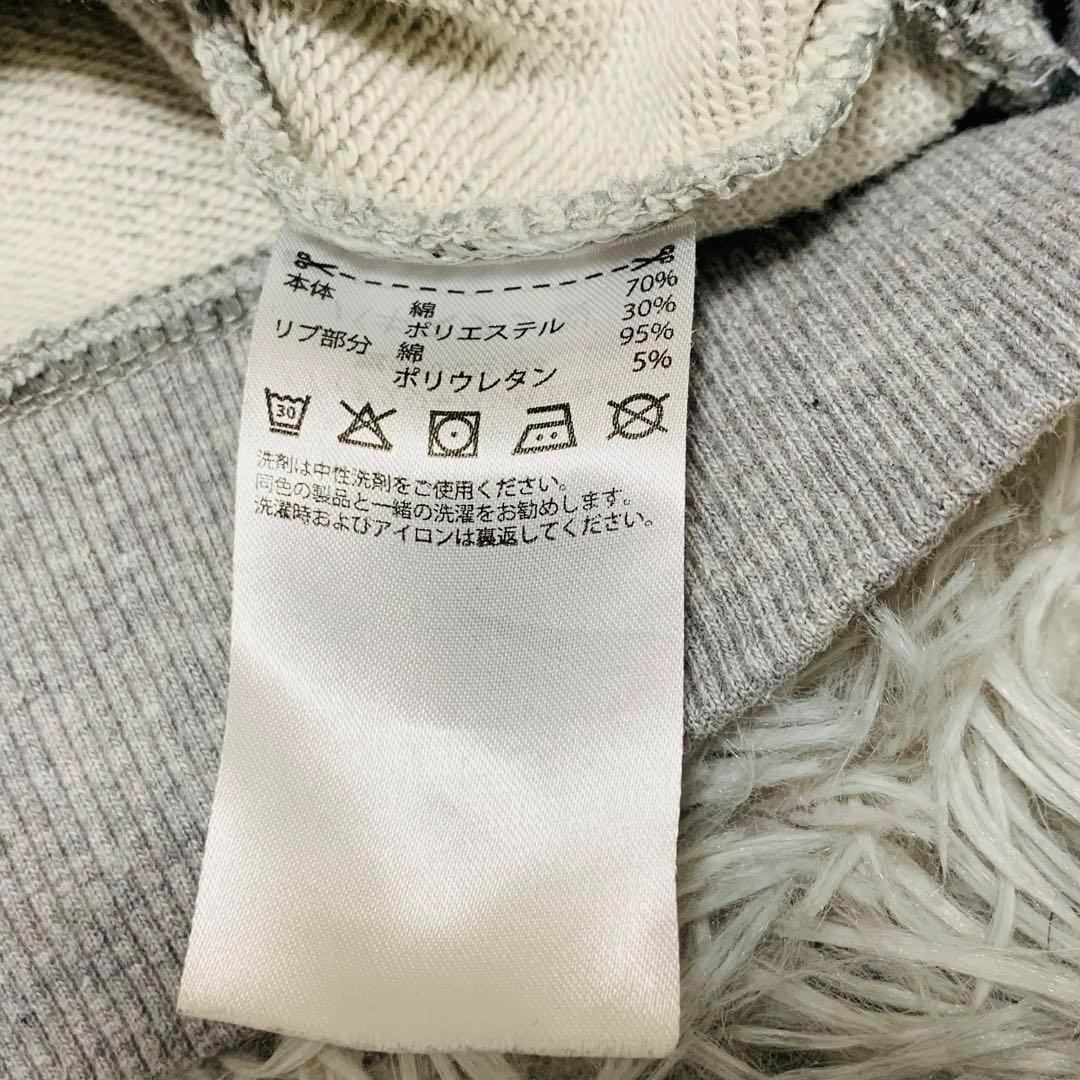 本体 綿 70%
ポリエステル 30%
リブ部分 綿 95%
ポリウレタン 5%
30
洗剤は中性洗剤をご使用ください。
同色の製品と一緒の洗濯をお勧めします。
洗濯時およびアイロンは裏返してください。